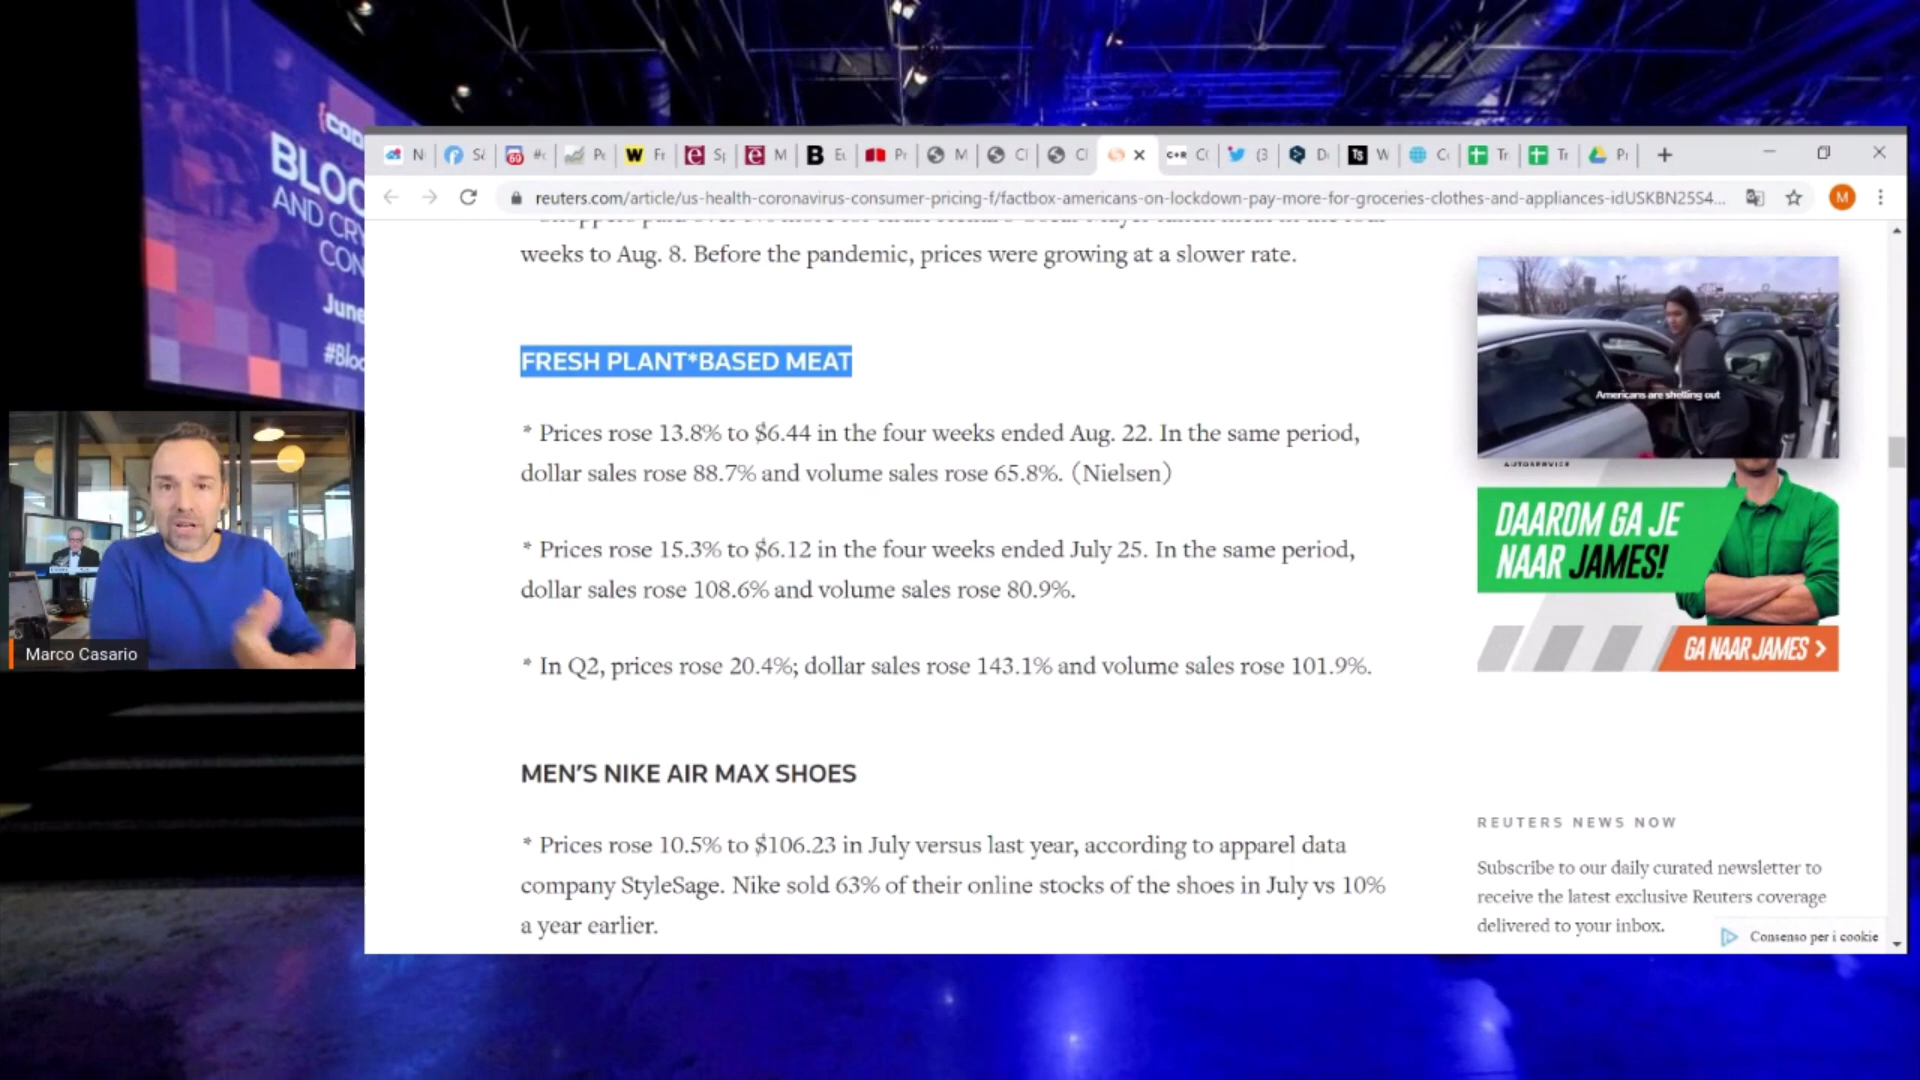 BLOC
AND CRY
CON
June
#Bloc
Marco Casario
reuters.com/article/us-health-coronavirus-consumer-pricing-f/factbox-americans-on-lockdown-pay-more-for-groceries-clothes-and-appliances-idUSKBN25S4...
weeks to Aug. 8. Before the pandemic, prices were growing at a slower rate.
FRESH PLANT*BASED MEAT
* Prices rose 13.8% to $6.44 in the four weeks ended Aug. 22. In the same period,
dollar sales rose 88.7% and volume sales rose 65.8%. (Nielsen)
* Prices rose 15.3% to $6.12 in the four weeks ended July 25. In the same period,
dollar sales rose 108.6% and volume sales rose 80.9%.
* In Q2, prices rose 20.4%; dollar sales rose 143.1% and volume sales rose 101.9%.
MEN’S NIKE AIR MAX SHOES
* Prices rose 10.5% to $106.23 in July versus last year, according to apparel data
company StyleSage. Nike sold 63% of their online stocks of the shoes in July vs 10%
a year earlier.
Americans are shelling out
AUTOSERVICE
DAAROM GA JE
NAAR JAMES!
GA NAAR JAMES >
REUTERS NEWS NOW
Subscribe to our daily curated newsletter to
receive the latest exclusive Reuters coverage
delivered to your inbox.
Consenso per i cookie